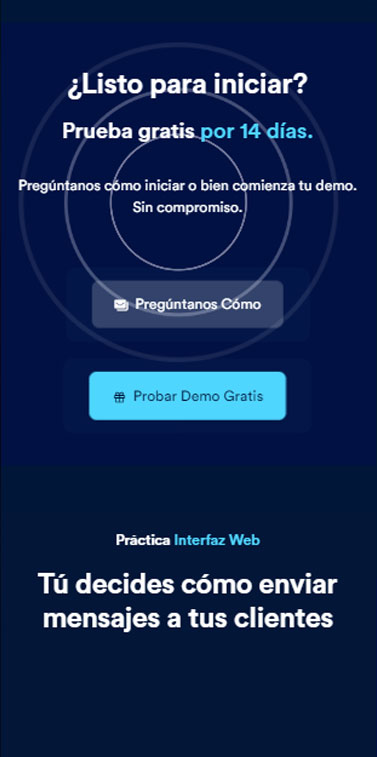 ¿Listo para iniciar?
Prueba gratis por 14 días.
Pregúntanos cómo iniciar o bien comienza tu demo.
Sin compromiso.
Pregúntanos Cómo
Probar Demo Gratis
Práctica Interfaz Web
Tú decides cómo enviar
mensajes a tus clientes